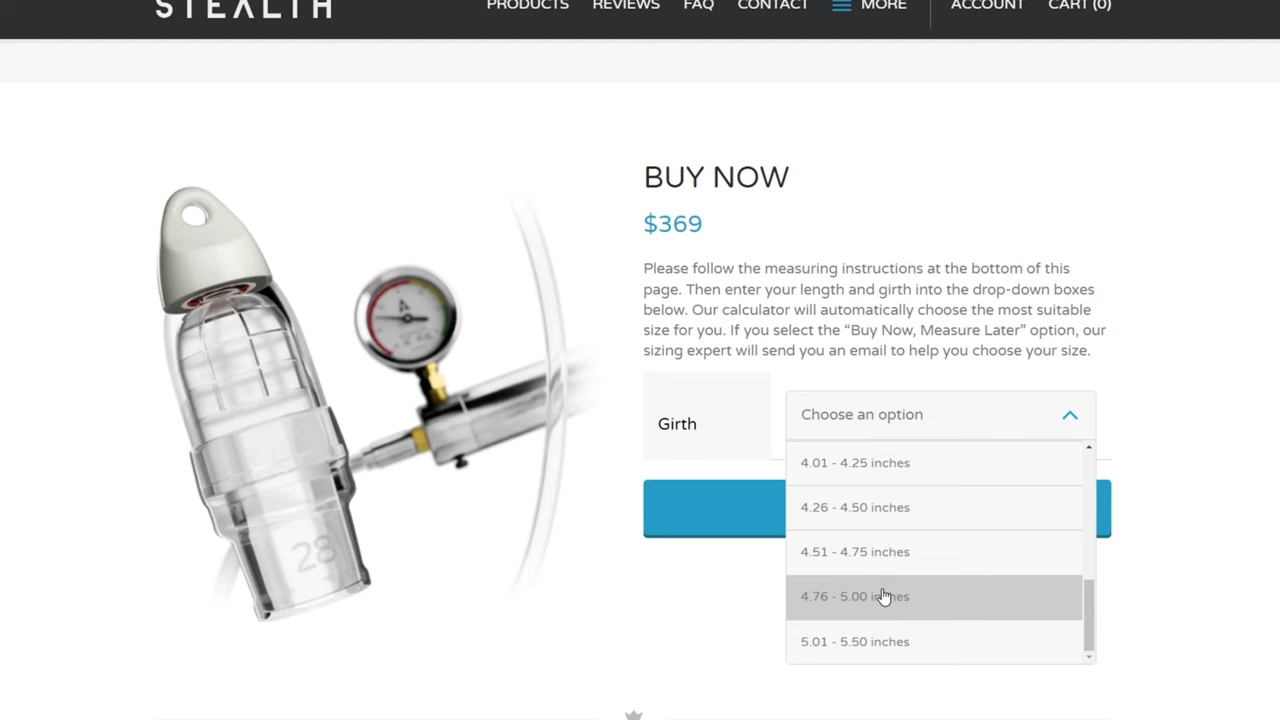 STEALTH
PRODUCTS REVIEWS FAQ CONTACT MORE ACCOUNT CART (0)
BUY NOW
$369
Please follow the measuring instructions at the bottom of this
page. Then enter your length and girth into the drop-down boxes
below. Our calculator will automatically choose the most suitable
size for you. If you select the “Buy Now, Measure Later” option, our
sizing expert will send you an email to help you choose your size.
Girth
Choose an option
4.01 - 4.25 inches
4.26 - 4.50 inches
4.51 - 4.75 inches
4.76 - 5.00 inches
5.01 - 5.50 inches
28